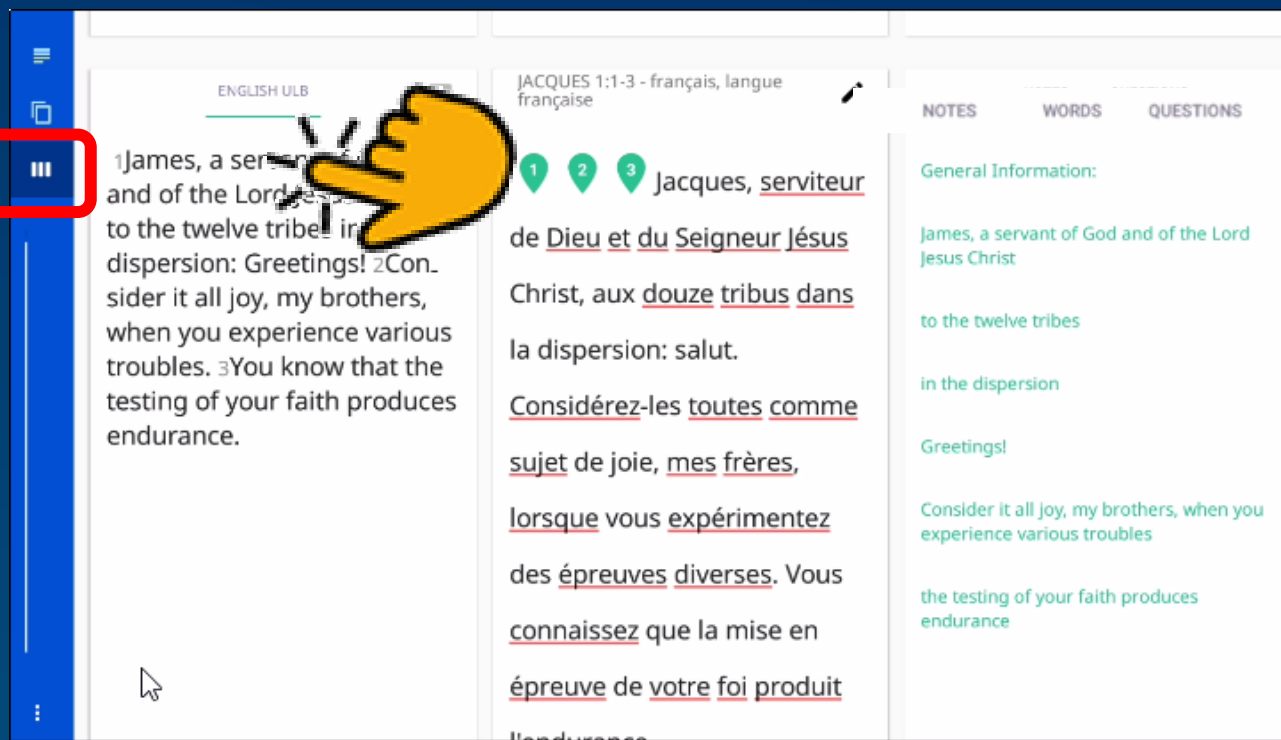 ENGLISH ULB
1James, a ser
and of the Lord
to the twelve tribes in
dispersion: Greetings! 2Con-
sider it all joy, my brothers,
when you experience various
troubles. 3You know that the
testing of your faith produces
endurance.
JACQUES 1:1-3 - français, langue
française
1 2 3 Jacques, serviteur
de Dieu et du Seigneur Jésus
Christ, aux douze tribus dans
la dispersion: salut.
Considérez-les toutes comme
sujet de joie, mes frères,
lorsque vous expérimentez
des épreuves diverses. Vous
connaissez que la mise en
épreuve de votre foi produit
l'endurance.
NOTES WORDS QUESTIONS
General Information:
James, a servant of God and of the Lord
Jesus Christ
to the twelve tribes
in the dispersion
Greetings!
Consider it all joy, my brothers, when you
experience various troubles
the testing of your faith produces
endurance